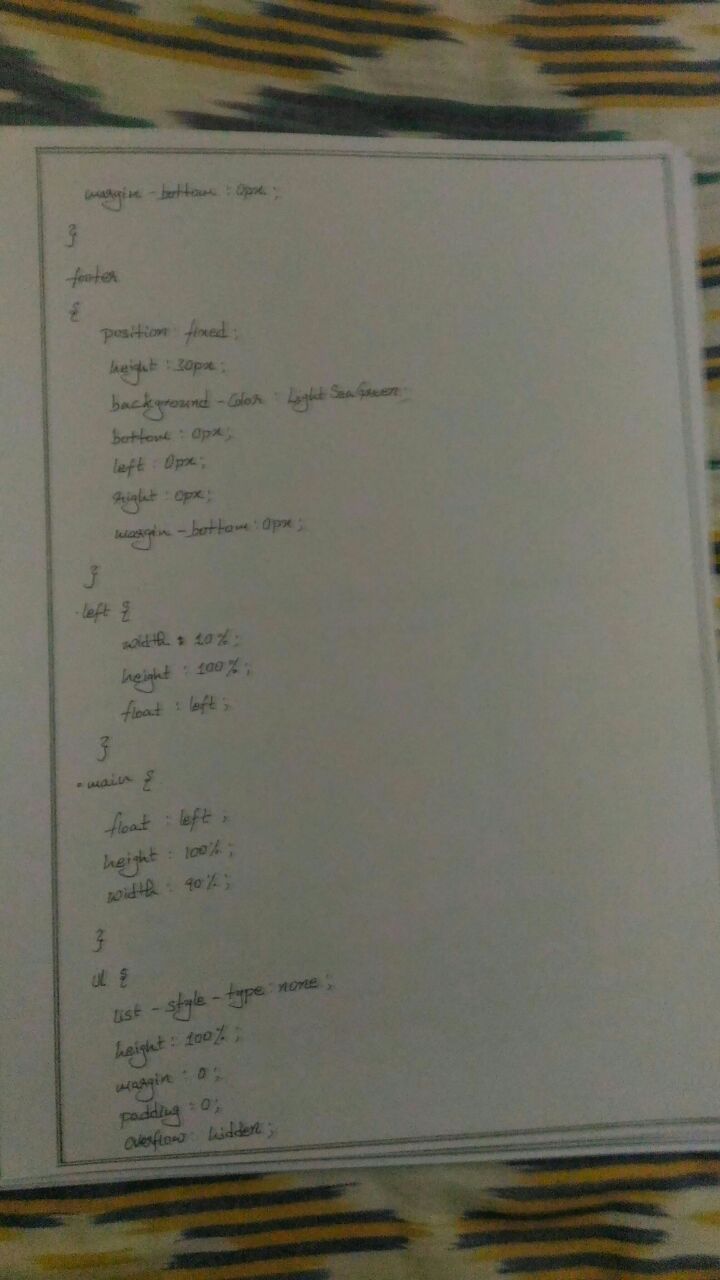 margin - bottom : 0px ;
}
footer
{
position : fixed ;
height : 30px ;
background - color : LightSeaGreen ;
bottom : 0px ;
left : 0px ;
right : 0px ;
margin - bottom : 0px ;
}
.left {
width : 10% ;
height : 100% ;
float : left ;
}
.main {
float : left ;
height : 100% ;
width : 90% ;
}
ul {
list - style - type : none ;
height : 100% ;
margin : 0 ;
padding : 0 ;
overflow : hidden ;